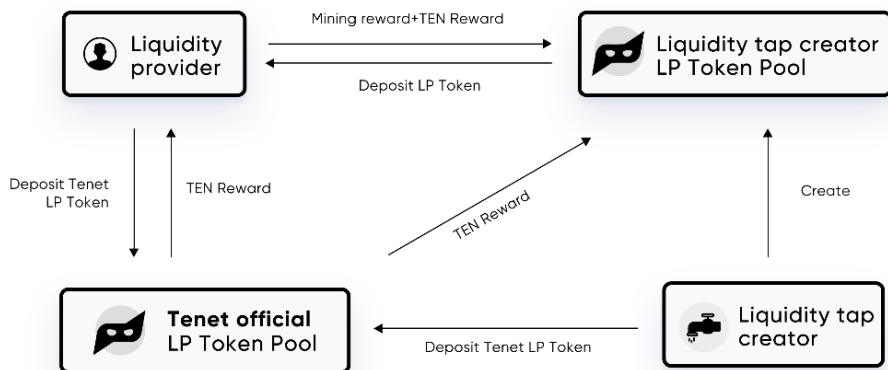 Mining reward+TEN Reward
Liquidity
provider
Liquidity tap creator
LP Token Pool
Deposit LP Token
Deposit Tenet
LP Token
TEN Reward
TEN Reward
Create
Tenet official
LP Token Pool
Deposit Tenet LP Token
Liquidity tap
creator